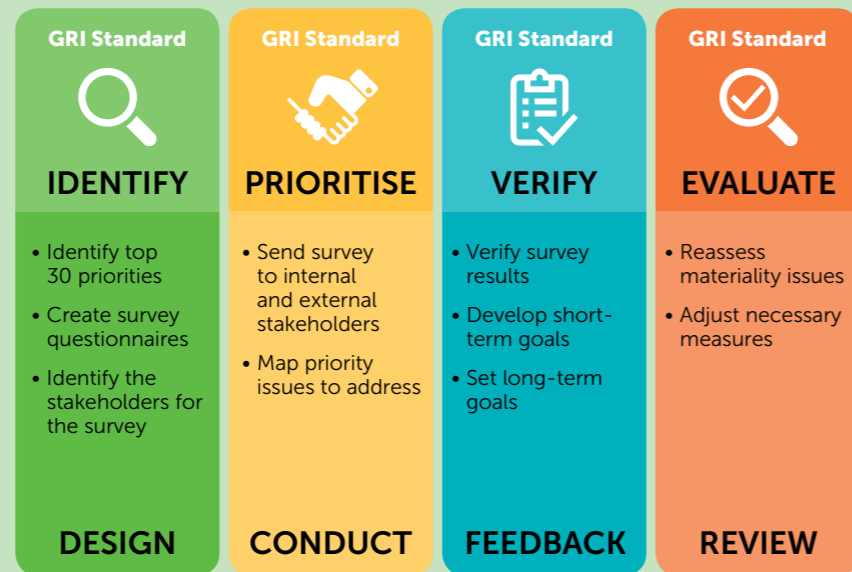 GRI Standard
IDENTIFY
• Identify top
30 priorities
• Create survey
questionnaires
• Identify the
stakeholders for
the survey
DESIGN
GRI Standard
PRIORITISE
• Send survey
to internal
and external
stakeholders
• Map priority
issues to address
CONDUCT
GRI Standard
VERIFY
• Verify survey
results
• Develop short-
term goals
• Set long-term
goals
FEEDBACK
GRI Standard
EVALUATE
• Reassess
materiality issues
• Adjust necessary
measures
REVIEW